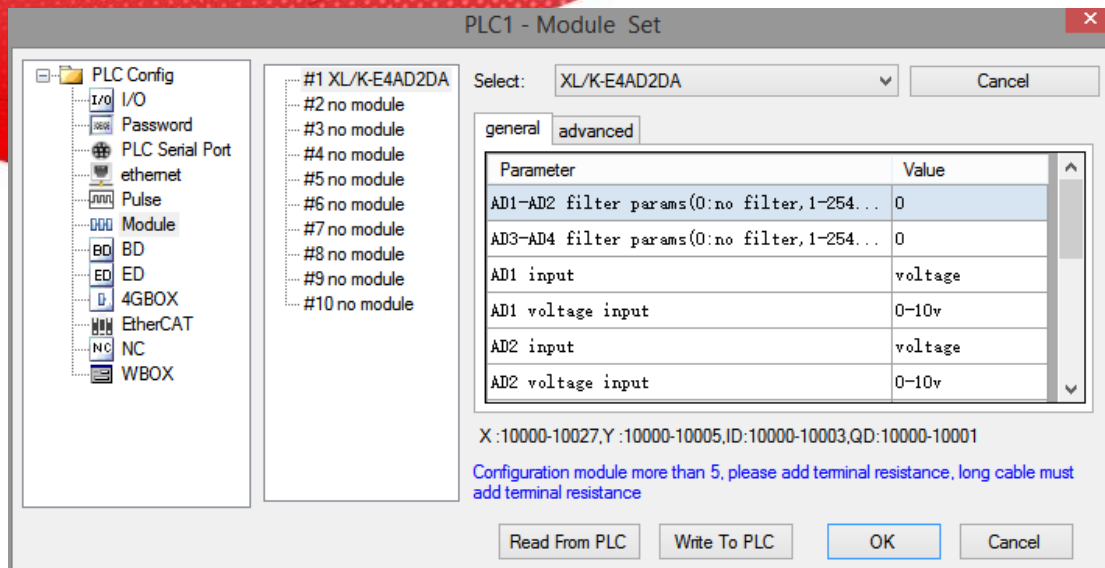 PLC1 - Module Set
PLC Config
I/O I/O
Password
PLC Serial Port
ethernet
Pulse
Module
BD BD
ED ED
4GBOX
EtherCAT
NC NC
WBOX
#1 XL/K-E4AD2DA
#2 no module
#3 no module
#4 no module
#5 no module
#6 no module
#7 no module
#8 no module
#9 no module
#10 no module
Select: XL/K-E4AD2DA Cancel
general advanced
Parameter Value
AD1-AD2 filter params(0:no filter,1-254... 0
AD3-AD4 filter params(0:no filter,1-254... 0
AD1 input voltage
AD1 voltage input 0-10v
AD2 input voltage
AD2 voltage input 0-10v
X :10000-10027,Y :10000-10005,ID:10000-10003,QD:10000-10001
Configuration module more than 5, please add terminal resistance, long cable must
add terminal resistance
Read From PLC Write To PLC OK Cancel